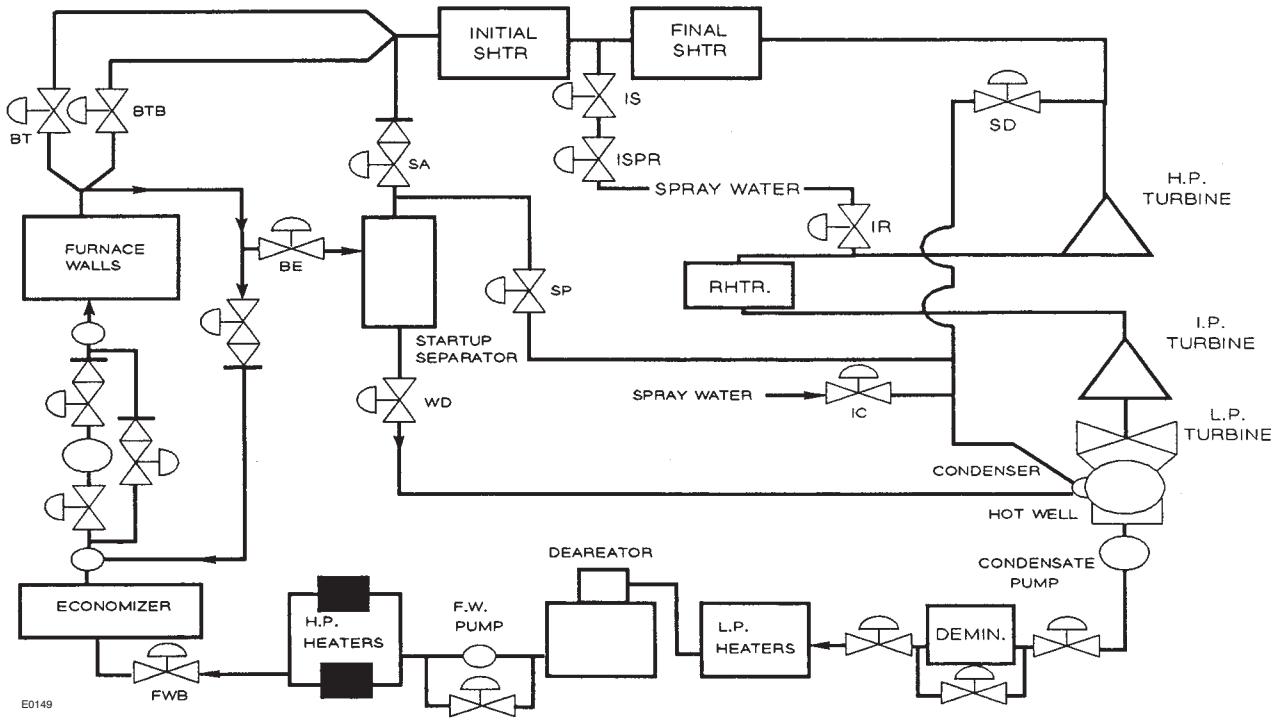 INITIAL
SHTR
FINAL
SHTR
BT
BTB
IS
SD
SA
ISPR
SPRAY WATER
H.P.
TURBINE
IR
FURNACE
WALLS
BE
SP
RHTR.
STARTUP
SEPARATOR
I.P.
TURBINE
WD
SPRAY WATER
IC
L.P.
TURBINE
CONDENSER
HOT WELL
DEAREATOR
CONDENSATE
PUMP
ECONOMIZER
H.P.
HEATERS
F.W.
PUMP
L.P.
HEATERS
DEMIN.
FWB
E0149